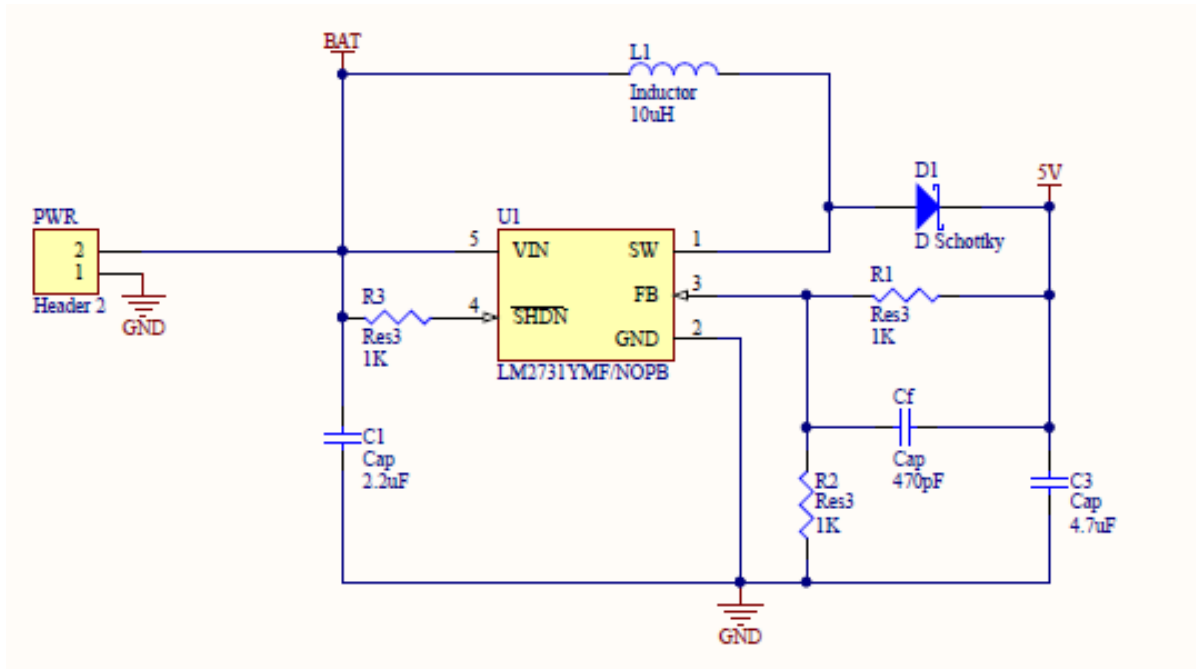 BAT
L1
Inductor
10uH
D1
5V
D Schottky
PWR
2
1
Header 2
GND
U1
5
VIN
SW
1
R3
Res3
1K
4
SHDN
FB
3
GND
2
LM2731YMF/NOPB
R1
Res3
1K
C1
Cap
2.2uF
Cf
Cap
470pF
R2
Res3
1K
C3
Cap
4.7uF
GND